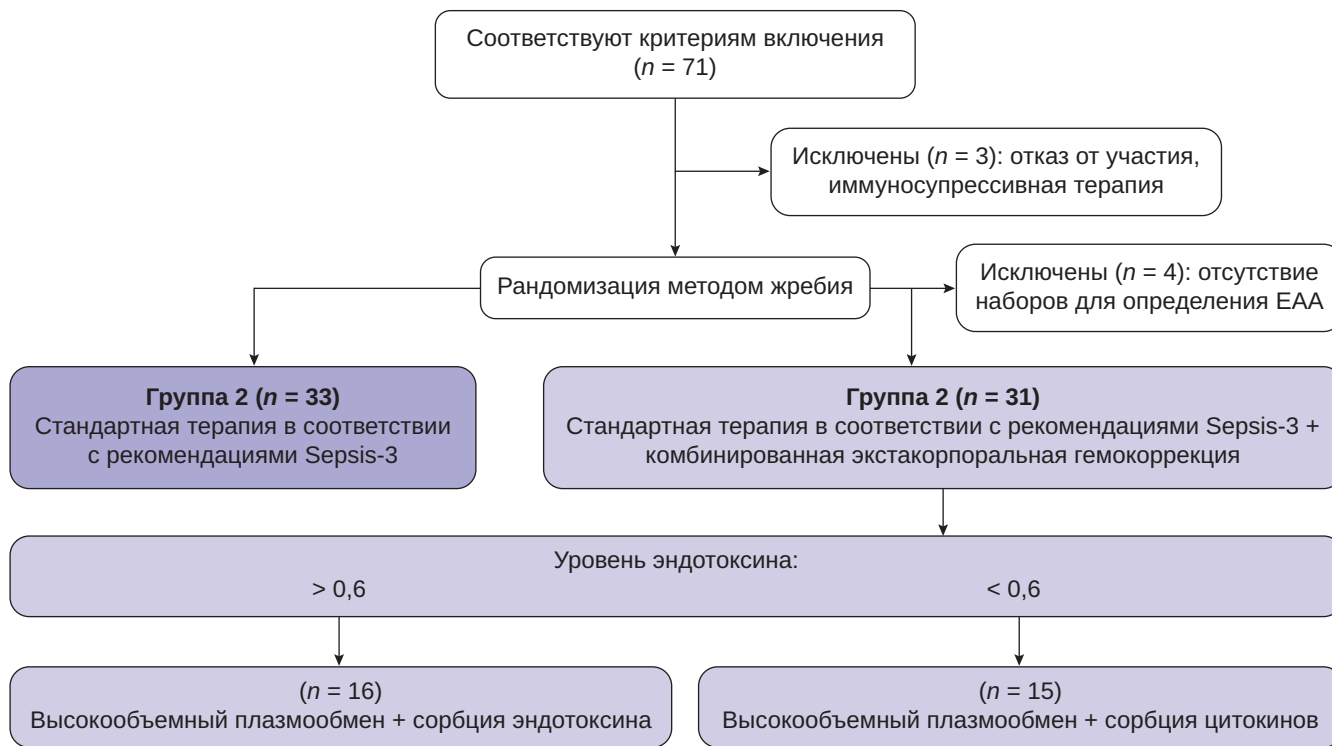 Соответствуют критериям включения
(n = 71)
Исключены (n = 3): отказ от участия,
иммуносупрессивная терапия
Рандомизация методом жребия
Исключены (n = 4): отсутствие
наборов для определения ЕАА
Группа 2 (n = 33)
Стандартная терапия в соответствии
с рекомендациями Sepsis-3
Группа 2 (n = 31)
Стандартная терапия в соответствии с рекомендациями Sepsis-3 +
комбинированная экстакорпоральная гемокоррекция
Уровень эндотоксина:
> 0,6
< 0,6
(n = 16)
Высокообъемный плазмообмен + сорбция эндотоксина
(n = 15)
Высокообъемный плазмообмен + сорбция цитокинов